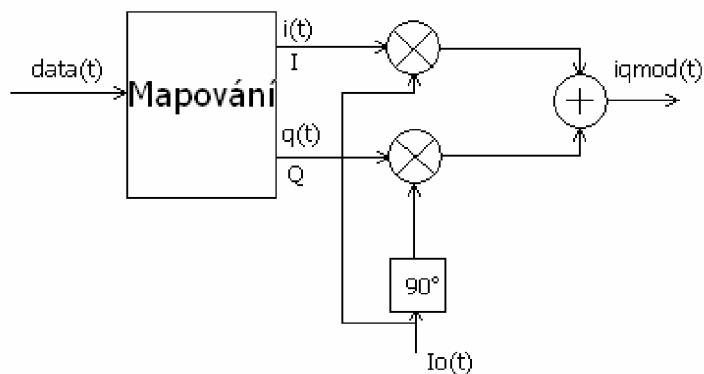 data(t)
Mapování
i(t)
I
q(t)
Q
iqmod(t)
90°
Io(t)